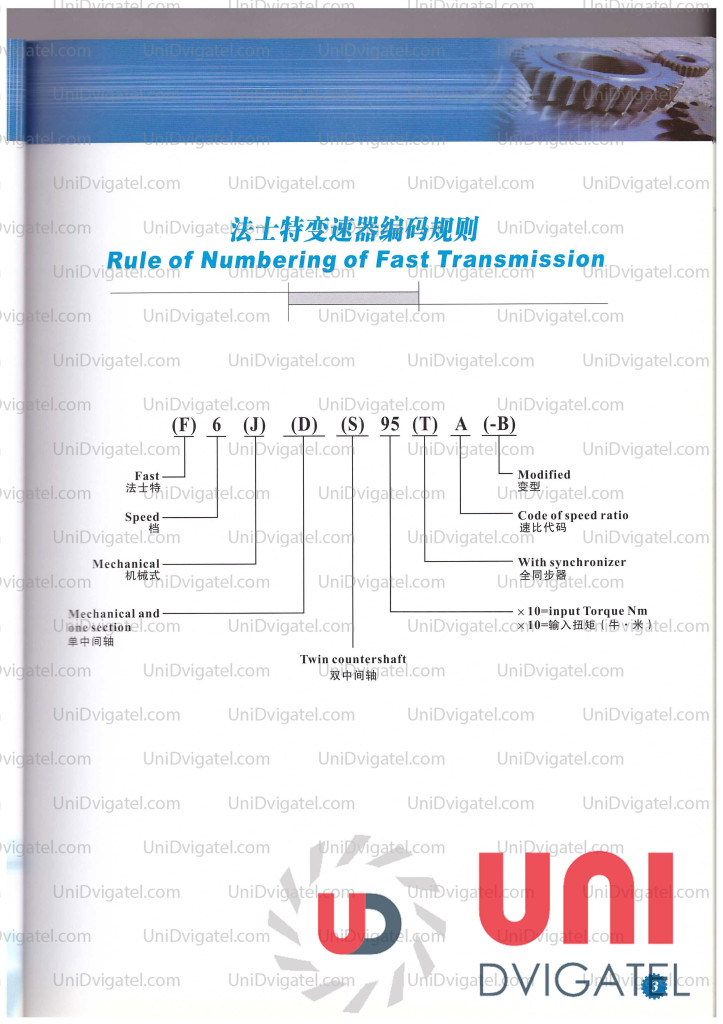 法士特变速器编码规则
Rule of Numbering of Fast Transmission
(F) 6 (J) (D) (S) 95 (T) A (-B)
Fast
法士特
Modified
变型
Speed
档
Code of speed ratio
速比代码
Mechanical
机械式
With synchronizer
全同步器
Mechanical and
one section
单中间轴
×10=input Torque Nm
×10=输入扭矩（牛·米）
Twin countershaft
双中间轴
UniDvigatel.com
UD
UNI
DVIGATEL
3